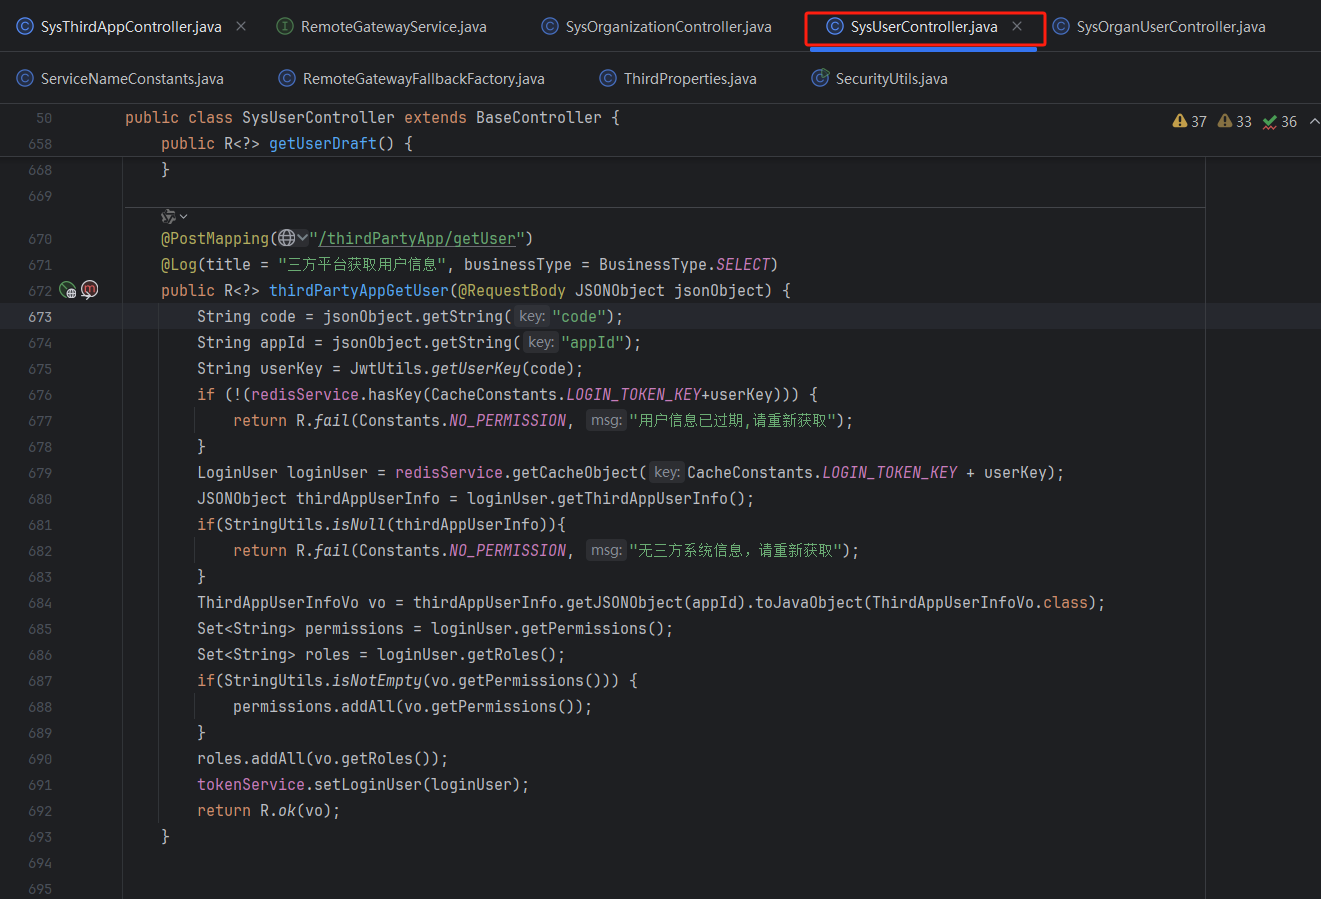 SysThirdAppController.java
RemoteGatewayService.java
SysOrganizationController.java
SysUserController.java
SysOrganUserController.java
ServiceNameConstants.java
RemoteGatewayFallbackFactory.java
ThirdProperties.java
SecurityUtils.java
37 33 36
50 public class SysUserController extends BaseController {
658 public R<?> getUserDraft() {
668 }
669
670 @PostMapping("/thirdPartyApp/getUser")
671 @Log(title = "三方平台获取用户信息", businessType = BusinessType.SELECT)
672 public R<?> thirdPartyAppGetUser(@RequestBody JSONObject jsonObject) {
673 String code = jsonObject.getString( key: "code");
674 String appId = jsonObject.getString( key: "appId");
675 String userKey = JwtUtils.getUserKey(code);
676 if (!(redisService.hasKey(CacheConstants.LOGIN_TOKEN_KEY+userKey))) {
677 return R.fail(Constants.NO_PERMISSION, msg: "用户信息已过期,请重新获取");
678 }
679 LoginUser loginUser = redisService.getCacheObject( key: CacheConstants.LOGIN_TOKEN_KEY + userKey);
680 JSONObject thirdAppUserInfo = loginUser.getThirdAppUserInfo();
681 if(StringUtils.isNull(thirdAppUserInfo)){
682 return R.fail(Constants.NO_PERMISSION, msg: "无三方系统信息，请重新获取");
683 }
684 ThirdAppUserInfoVo vo = thirdAppUserInfo.getJSONObject(appId).toJavaObject(ThirdAppUserInfoVo.class);
685 Set<String> permissions = loginUser.getPermissions();
686 Set<String> roles = loginUser.getRoles();
687 if(StringUtils.isNotEmpty(vo.getPermissions())) {
688 permissions.addAll(vo.getPermissions());
689 }
690 roles.addAll(vo.getRoles());
691 tokenService.setLoginUser(loginUser);
692 return R.ok(vo);
693 }
694
695